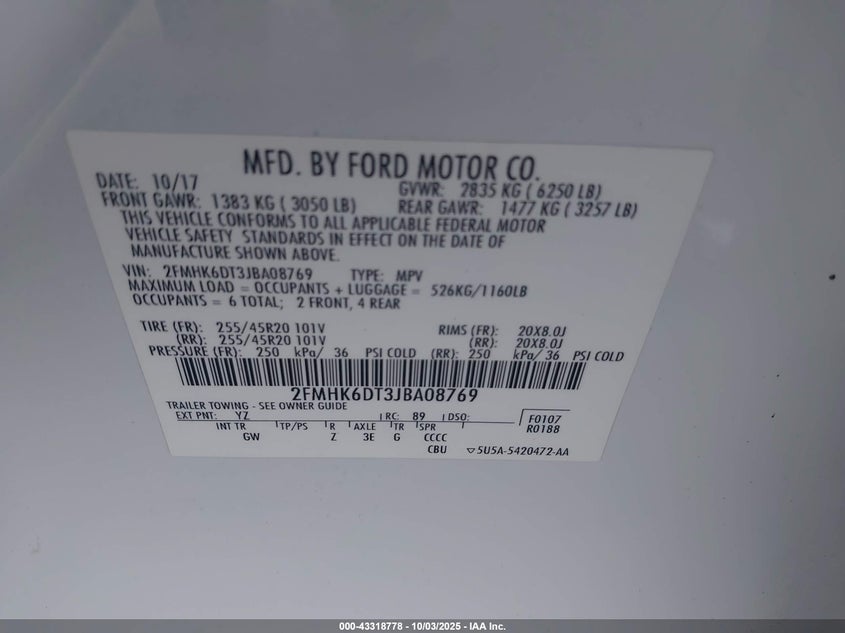 MFD. BY FORD MOTOR CO.
DATE: 10/17 GVWR: 2835 KG ( 6250 LB)
FRONT GAWR: 1383 KG ( 3050 LB) REAR GAWR: 1477 KG ( 3257 LB)
THIS VEHICLE CONFORMS TO ALL APPLICABLE FEDERAL MOTOR
VEHICLE SAFETY STANDARDS IN EFFECT ON THE DATE OF
MANUFACTURE SHOWN ABOVE.
VIN: 2FMHK6DT3JBA08769 TYPE: MPV
MAXIMUM LOAD = OCCUPANTS + LUGGAGE = 526KG/1160LB
OCCUPANTS = 6 TOTAL; 2 FRONT, 4 REAR
TIRE (FR): 255/45R20 101V RIMS (FR): 20X8.0J
(RR): 255/45R20 101V (RR): 20X8.0J
PRESSURE (FR): 250 kPa/ 36 PSI COLD (RR): 250 kPa/ 36 PSI COLD
2FMHK6DT3JBA08769
TRAILER TOWING - SEE OWNER GUIDE
EXT PNT: YZ RC: 89 DSO: F0107
R0188
INT TR TP/PS R AXLE TR SPR
GW Z 3E G CCCC
CBU 5U5A-5420472-AA
000-43318778 - 10/03/2025 - IAA Inc.